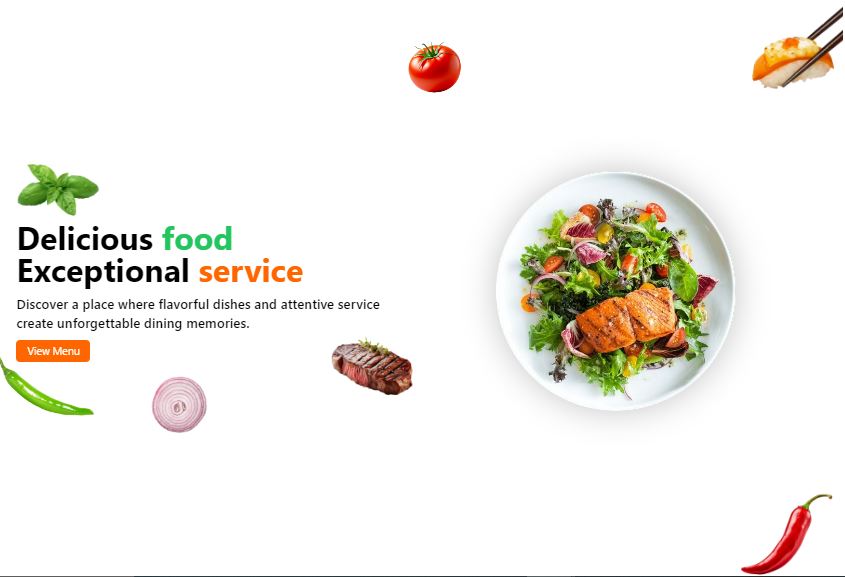 Delicious food
Exceptional service
Discover a place where flavorful dishes and attentive service
create unforgettable dining memories.
View Menu